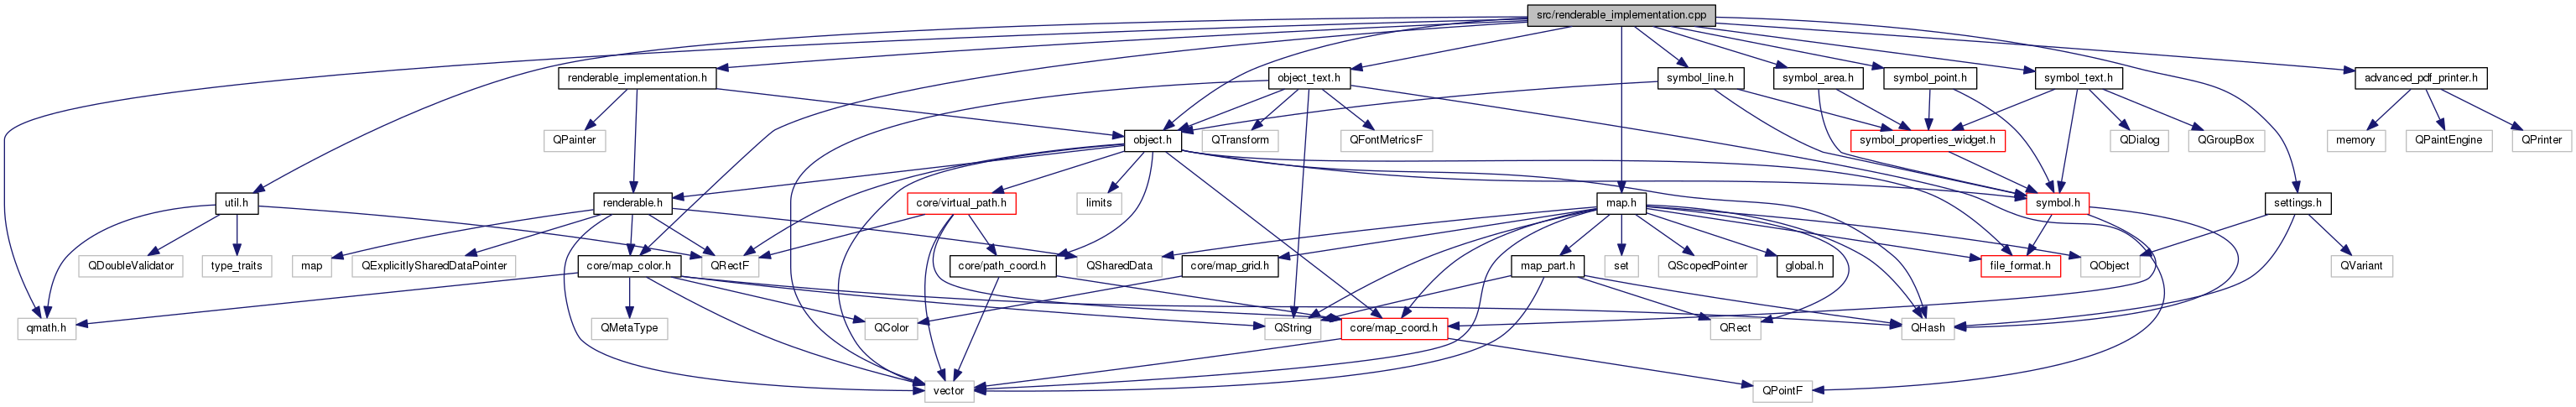 src/renderable_implementation.cpp
renderable_implementation.h
object_text.h
symbol_line.h
symbol_area.h
symbol_point.h
symbol_text.h
advanced_pdf_printer.h
QPainter
object.h
QTransform
QFontMetricsF
symbol_properties_widget.h
QDialog
QGroupBox
memory
QPaintEngine
QPrinter
util.h
renderable.h
core/virtual_path.h
limits
map.h
symbol.h
settings.h
QDoubleValidator
type_traits
map
QExplicitlySharedDataPointer
core/map_color.h
QRectF
core/path_coord.h
QSharedData
core/map_grid.h
map_part.h
set
QScopedPointer
global.h
file_format.h
QObject
QVariant
qmath.h
QMetaType
QColor
QString
core/map_coord.h
QRect
QHash
vector
QPointF